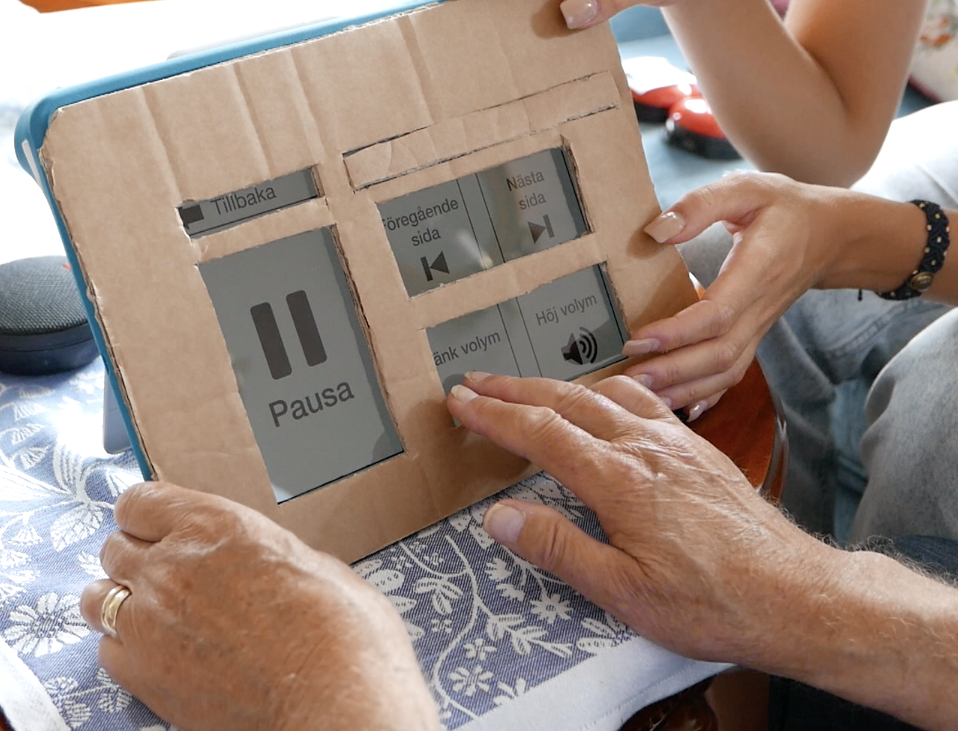 Tillbaka
Föregående
sida
Nästa
sida
Pausa
änk volym
Höj volym